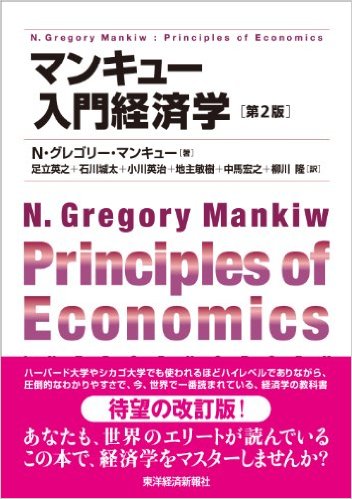 N. Gregory Mankiw : Principles of Economics
マンキュー
入門経済学［第2版］
N・グレゴリー・マンキュー［著］
足立英之＋石川城太＋小川英治＋地主敏樹＋中馬宏之＋柳川 隆［訳］
N. Gregory Mankiw
Principles of
Economics
ハーバード大学やシカゴ大学でも使われるほどハイレベルでありながら、
圧倒的なわかりやすさで、今、世界で一番読まれている、経済学の教科書
待望の改訂版！
あなたも、世界のエリートが読んでいる
この本で、経済学をマスターしませんか？
東洋経済新報社